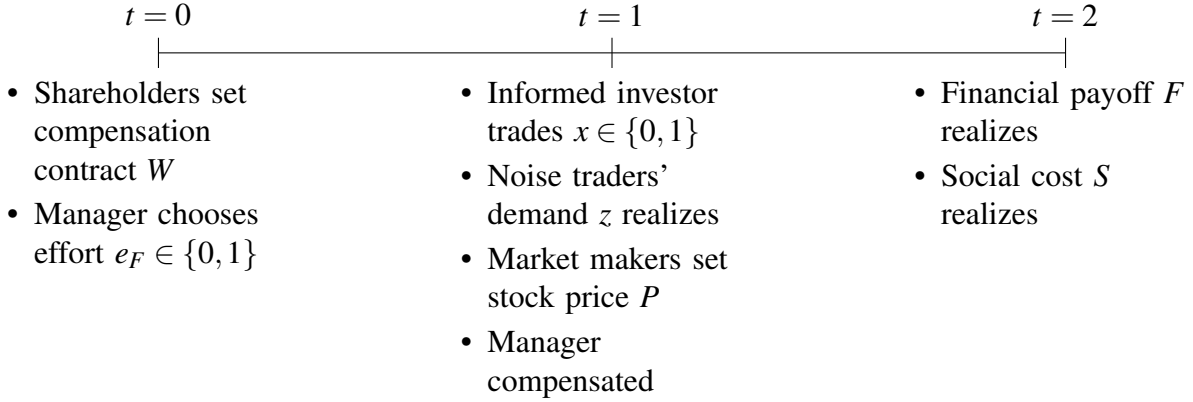 t = 0
t = 1
t = 2
• Shareholders set
compensation
contract W
• Manager chooses
effort e_F ∈ {0, 1}
• Informed investor
trades x ∈ {0, 1}
• Noise traders'
demand z realizes
• Market makers set
stock price P
• Manager
compensated
• Financial payoff F
realizes
• Social cost S
realizes